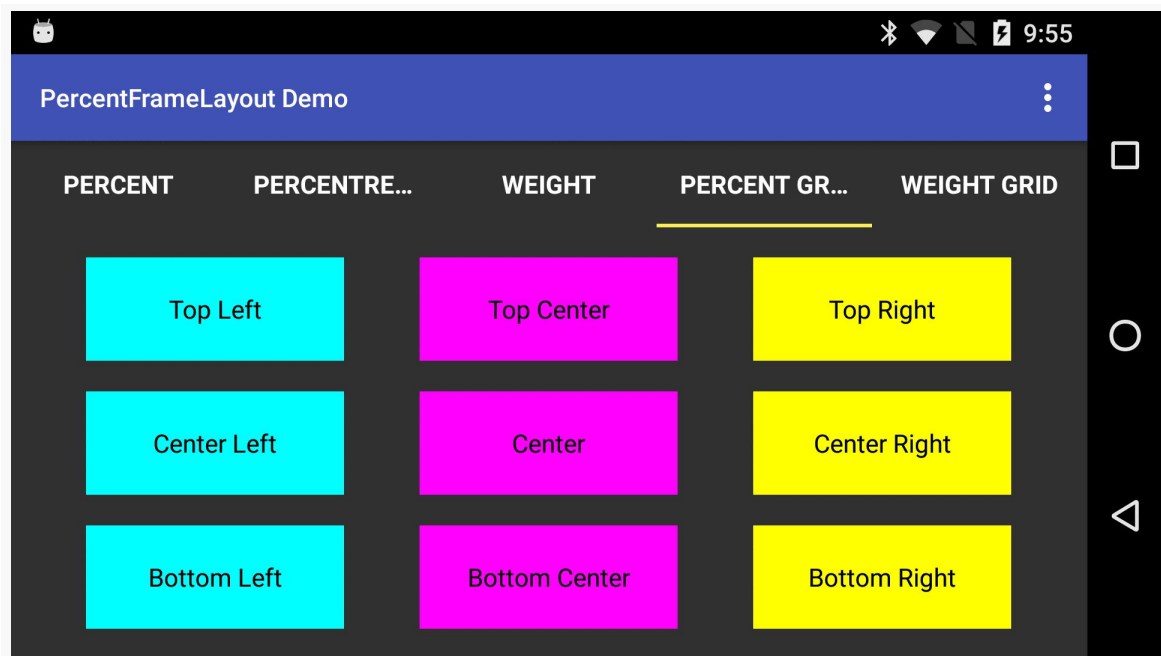 9:55
PercentFrameLayout Demo
PERCENT PERCENTRE... WEIGHT PERCENT GR... WEIGHT GRID
Top Left Top Center Top Right
Center Left Center Center Right
Bottom Left Bottom Center Bottom Right